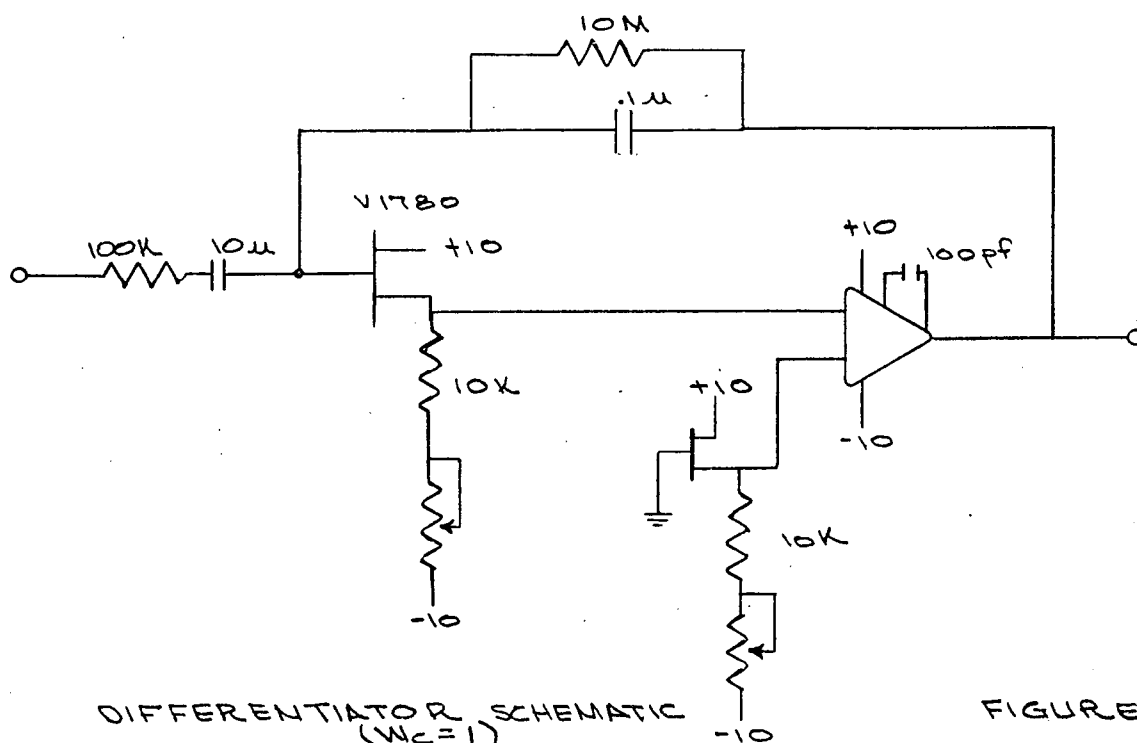 10M
.1μ
V1780
100K
10μ
+10
+10
100pf
10K
+10
-10
10K
-10
-10
DIFFERENTIATOR SCHEMATIC
(Wc=1)
FIGURE